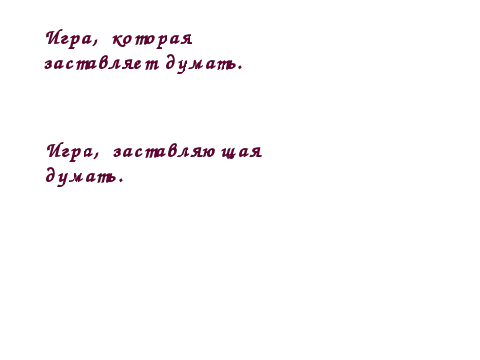 Игра, которая
заставляет думать.
Игра, заставляющая
думать.